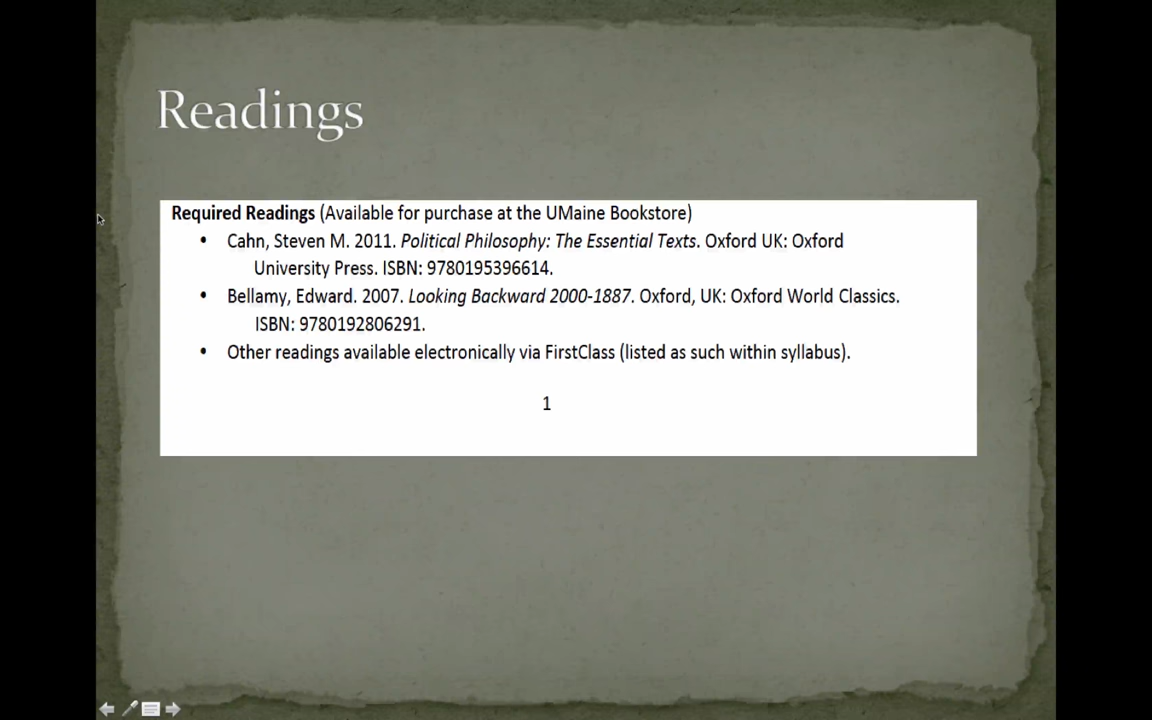 Readings
Required Readings (Available for purchase at the UMaine Bookstore)
• Cahn, Steven M. 2011. Political Philosophy: The Essential Texts. Oxford UK: Oxford
University Press. ISBN: 9780195396614.
• Bellamy, Edward. 2007. Looking Backward 2000-1887. Oxford, UK: Oxford World Classics.
ISBN: 9780192806291.
• Other readings available electronically via FirstClass (listed as such within syllabus).
1